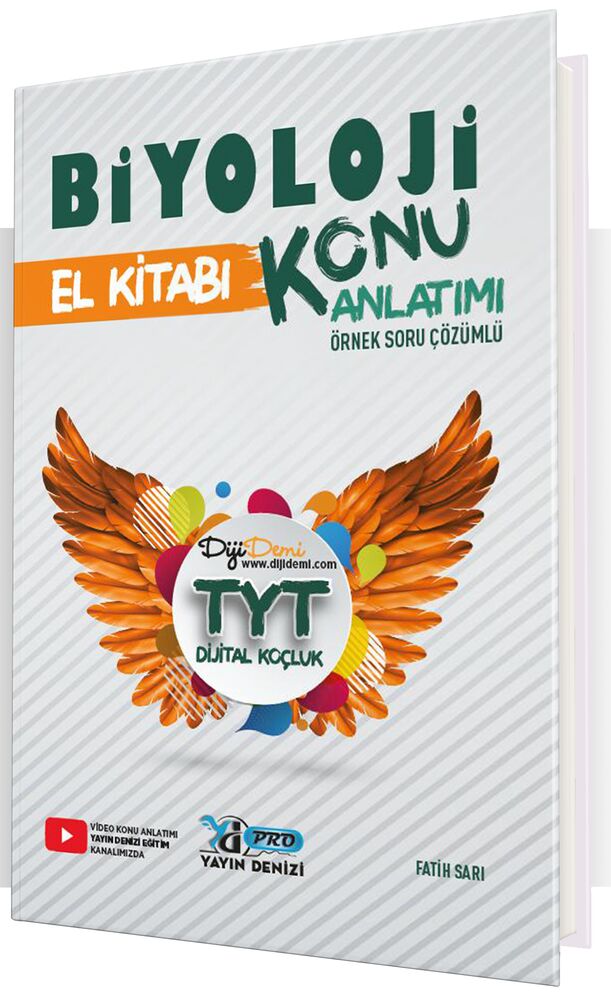 BİYOLOJİ
EL KİTABI
KONU
ANLATIMI
ÖRNEK SORU ÇÖZÜMLÜ
DijiDemi
www.dijidemi.com
TYT
DİJİTAL KOÇLUK
VİDEO KONU ANLATIMI
YAYIN DENİZİ EĞİTİM
KANALIMIZDA
PRO
YAYIN DENİZİ
FATİH SARI